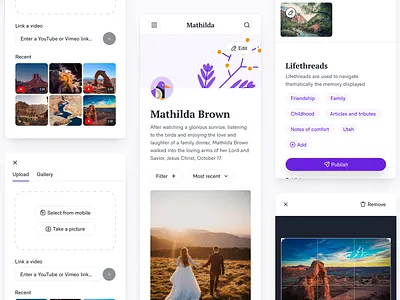 Link a video
Enter a YouTube or Vimeo link...
Recent
Upload
Gallery
Select from mobile
Take a picture
Link a video
Enter a YouTube or Vimeo link...
Recent
Mathilda
Edit
Mathilda Brown
After watching a glorious sunrise, listening
to the birds and enjoying the love and
laughter of a family dinner, Mathilda Brown
walked into the loving arms of her Lord and
Savior, Jesus Christ, October 17.
Filter
Most recent
Lifethreads
Lifethreads are used to navigate
thematically the memory displayed
Friendship
Family
Childhood
Articles and tributes
Notes of comfort
Utah
Add
Publish
Remove